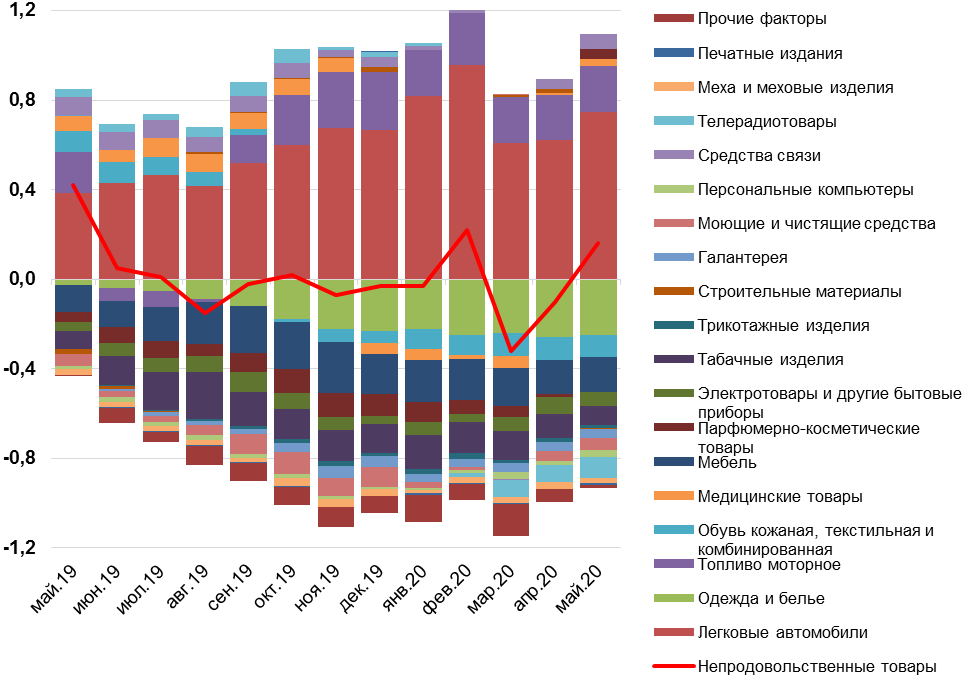 1,2
0,8
0,4
0,0
-0,4
-0,8
-1,2
май.19
июн.19
июл.19
авг.19
сен.19
окт.19
ноя.19
дек.19
янв.20
фев.20
мар.20
апр.20
май.20
Прочие факторы
Печатные издания
Меха и меховые изделия
Телерадиотовары
Средства связи
Персональные компьютеры
Моющие и чистящие средства
Галантерея
Строительные материалы
Трикотажные изделия
Табачные изделия
Электротовары и другие бытовые
приборы
Парфюмерно-косметические
товары
Мебель
Медицинские товары
Обувь кожаная, текстильная и
комбинированная
Топливо моторное
Одежда и белье
Легковые автомобили
Непродовольственные товары